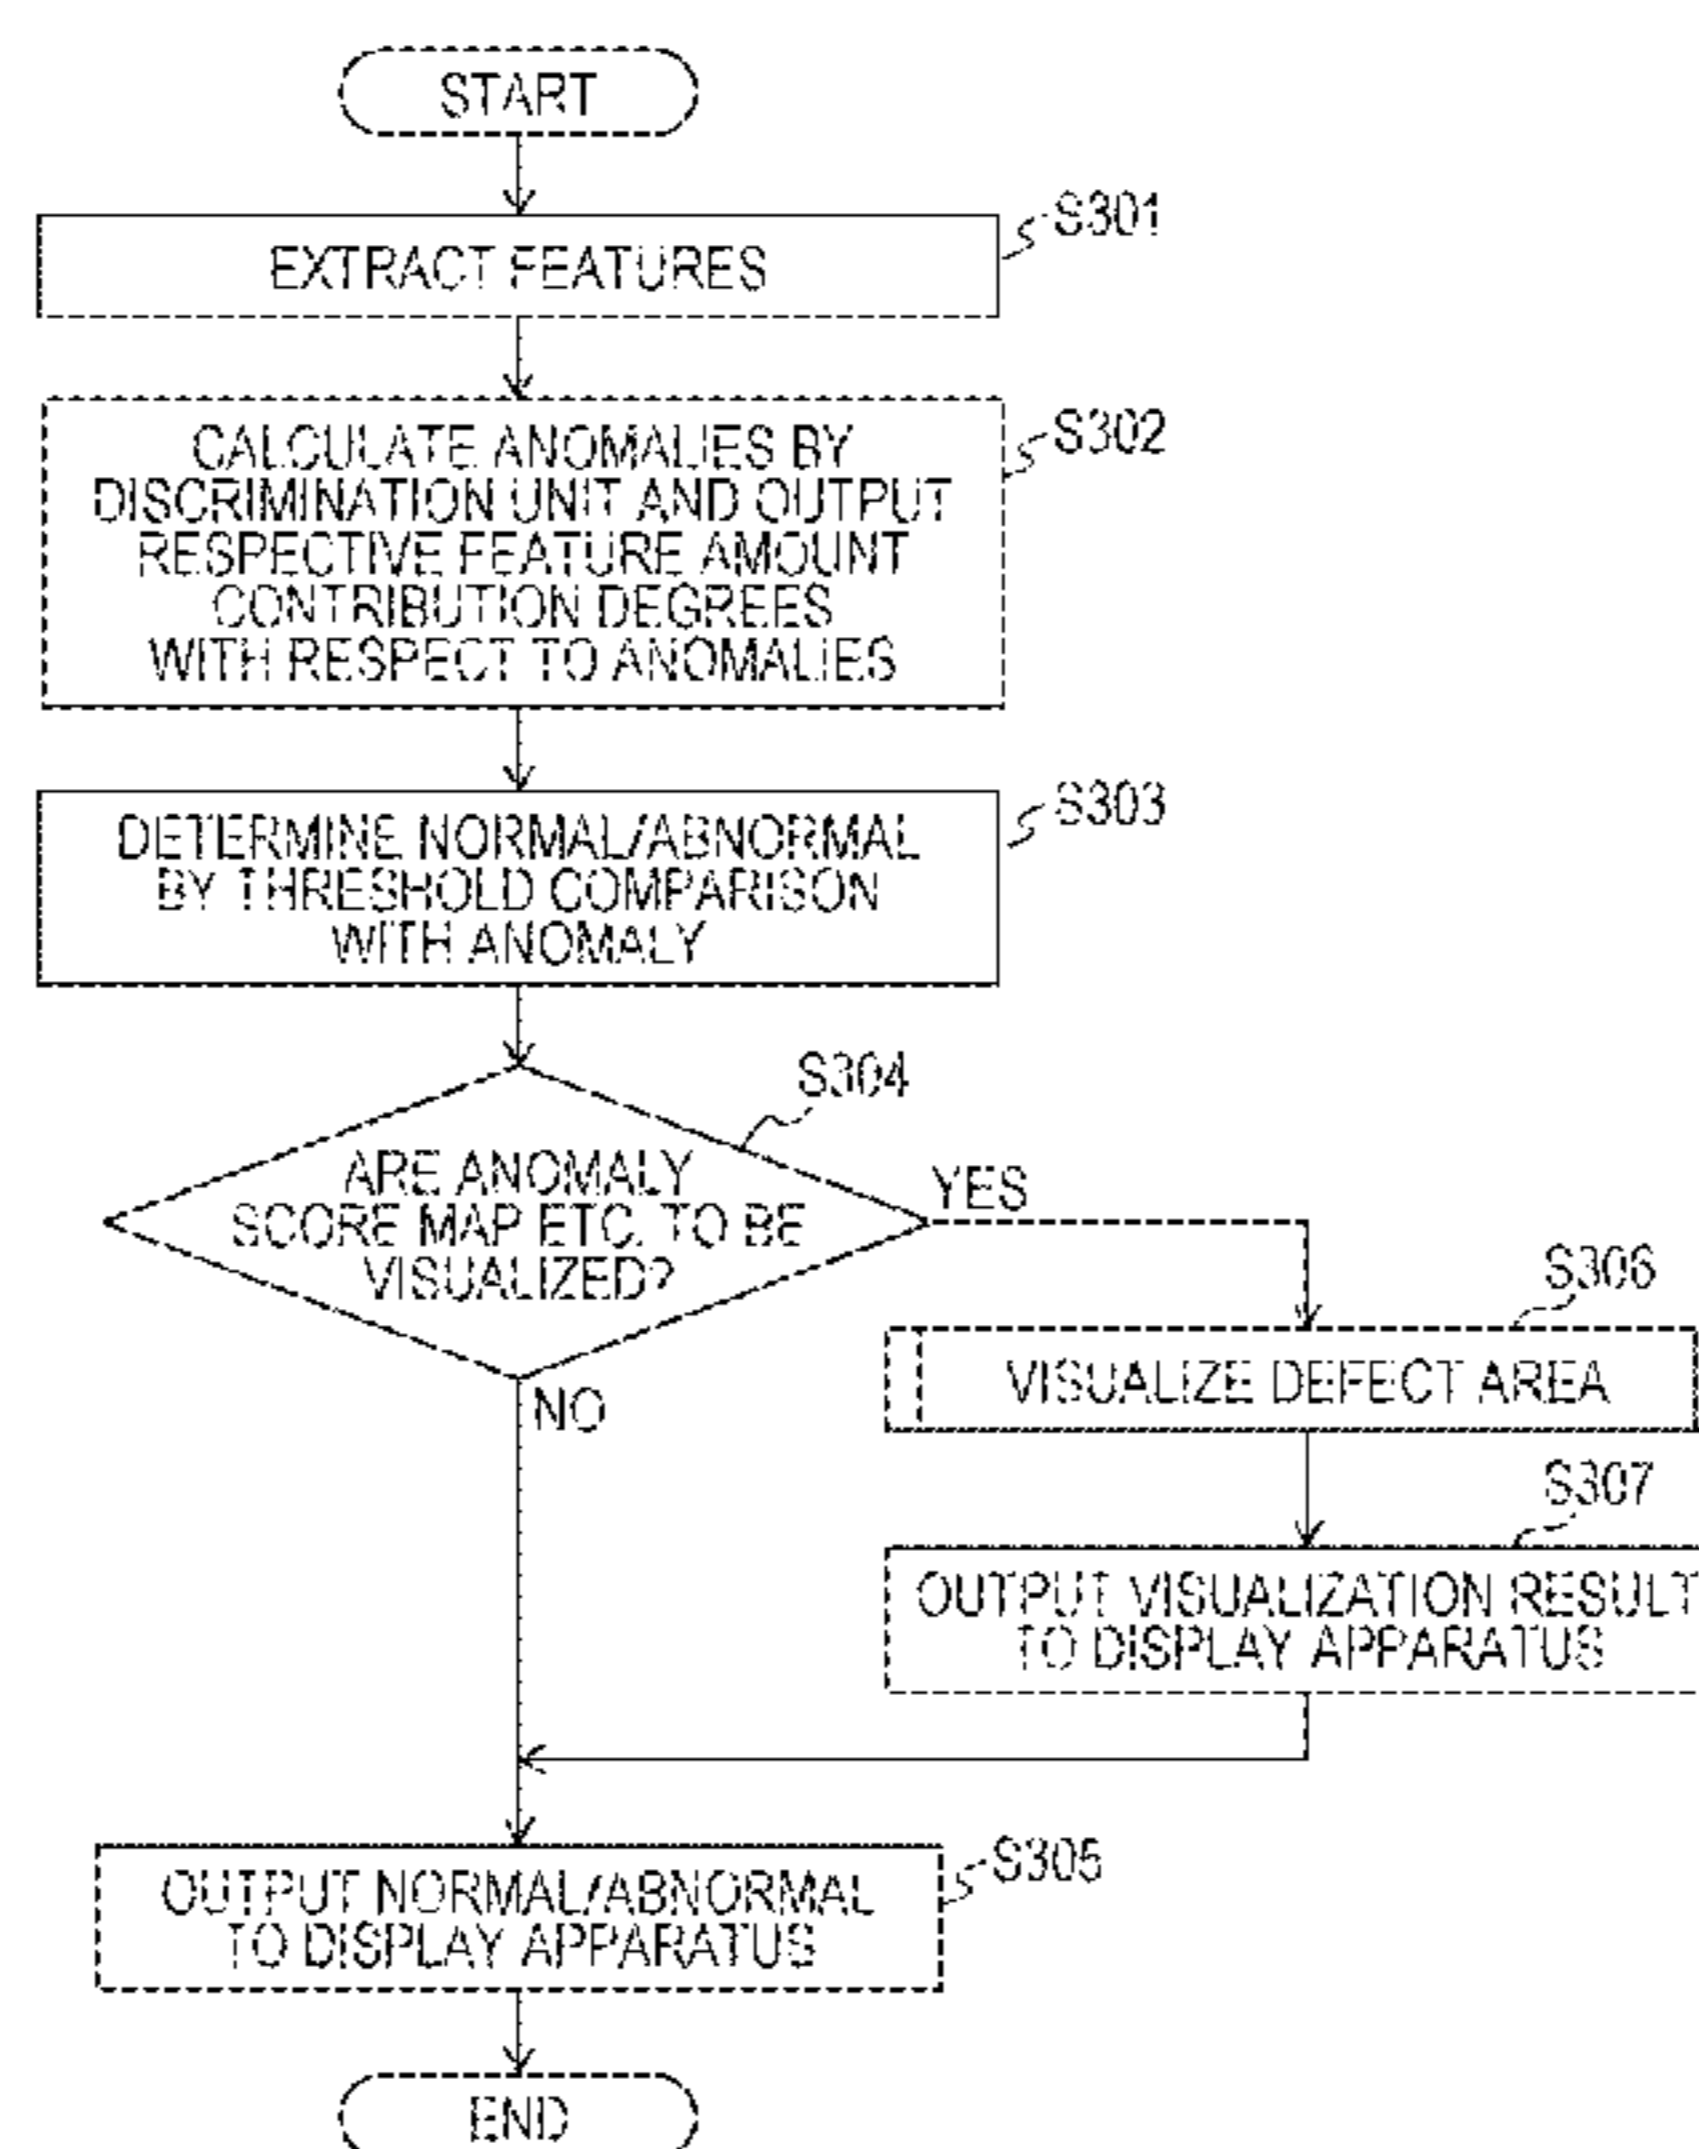 START
EXTRACT FEATURES
S301
CALCULATE ANOMALIES BY
DISCRIMINATION UNIT AND OUTPUT
RESPECTIVE FEATURE AMOUNT
CONTRIBUTION DEGREES
WITH RESPECT TO ANOMALIES
S302
DETERMINE NORMAL/ABNORMAL
BY THRESHOLD COMPARISON
WITH ANOMALY
S303
S304
ARE ANOMALY
SCORE MAP ETC. TO BE
VISUALIZED?
YES
NO
S306
VISUALIZE DEFECT AREA
S307
OUTPUT VISUALIZATION RESULT
TO DISPLAY APPARATUS
OUTPUT NORMAL/ABNORMAL
TO DISPLAY APPARATUS
S305
END